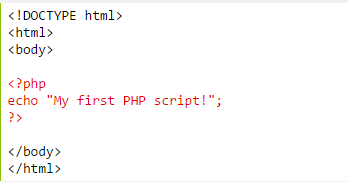 <!DOCTYPE html>
<html>
<body>
<?php
echo "My first PHP script!";
?>
</body>
</html>